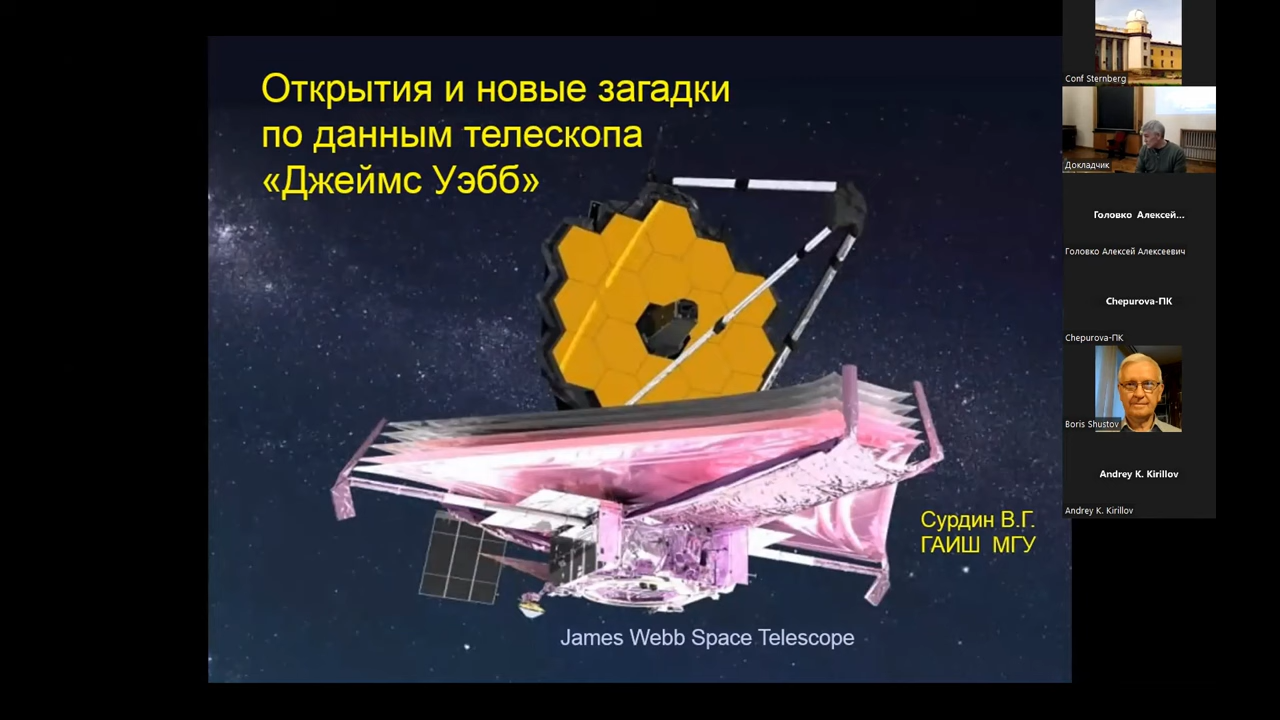 Открытия и новые загадки
по данным телескопа
«Джеймс Уэбб»
Сурдин В.Г.
ГАИШ МГУ
James Webb Space Telescope
Conf Sternberg
Докладчик
Головко Алексей...
Головко Алексей Алексеевич
Chepurova-ПК
Chepurova-ПК
Boris Shustov
Andrey K. Kirillov
Andrey K. Kirillov